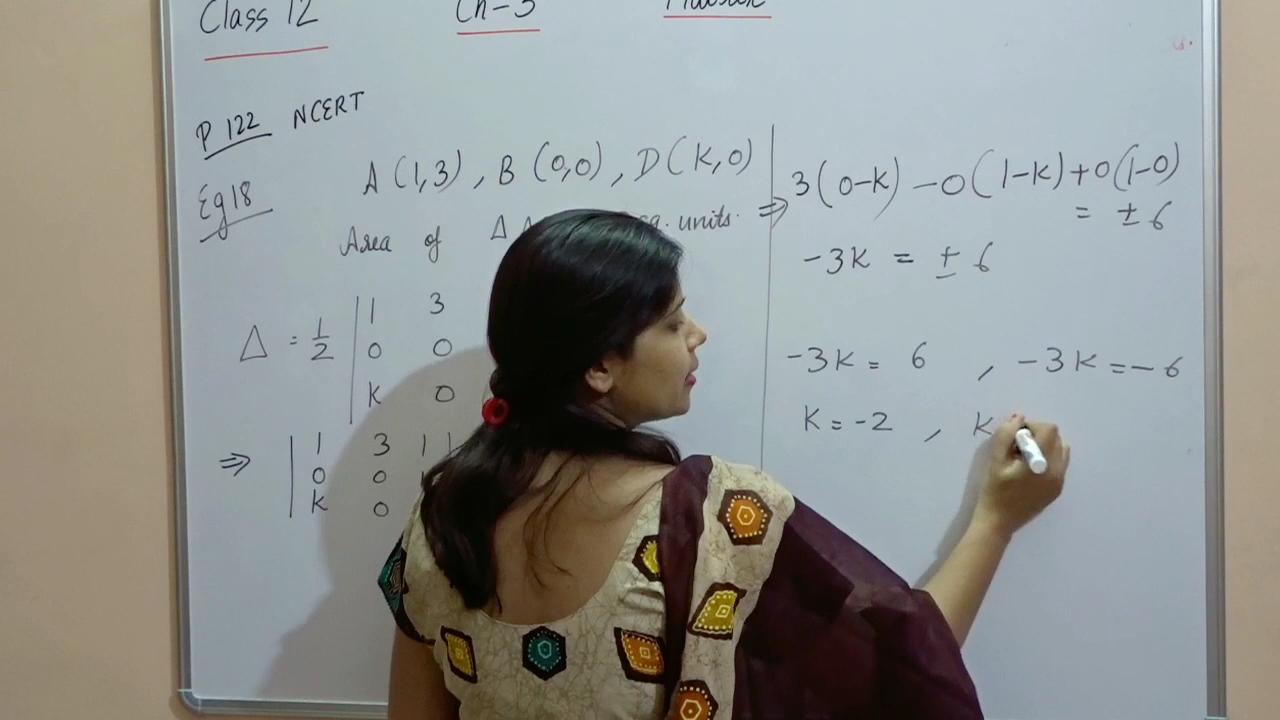 Class 12 Ch-3
P 122 NCERT
Eg 18
A (1,3) , B (0,0) , D (K,0)
Area of Δ units.
Δ = 1/2 | 1 3
0 0
K 0
⇒ | 1 3 1 |
0 0
K 0
⇒ 3(0-K) -0(1-K)+0(1-0)
= ±6
-3K = ±6
-3K = 6 , -3K = -6
K = -2 , K